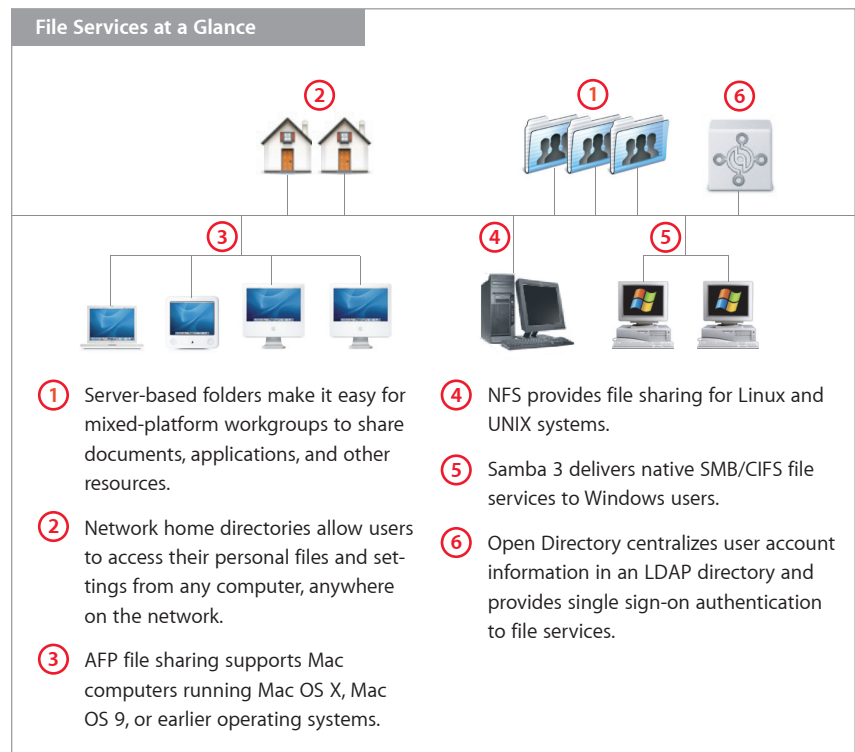 File Services at a Glance
2
1
6
3
4
5
1 Server-based folders make it easy for
mixed-platform workgroups to share
documents, applications, and other
resources.
2 Network home directories allow users
to access their personal files and set-
tings from any computer, anywhere
on the network.
3 AFP file sharing supports Mac
computers running Mac OS X, Mac
OS 9, or earlier operating systems.
4 NFS provides file sharing for Linux and
UNIX systems.
5 Samba 3 delivers native SMB/CIFS file
services to Windows users.
6 Open Directory centralizes user account
information in an LDAP directory and
provides single sign-on authentication
to file services.